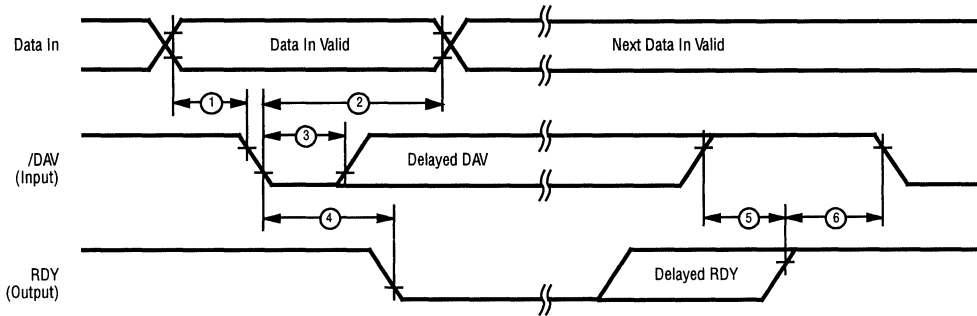 Data In
Data In Valid
Next Data In Valid
1
2
3
/DAV
(Input)
Delayed DAV
4
5
6
RDY
(Output)
Delayed RDY